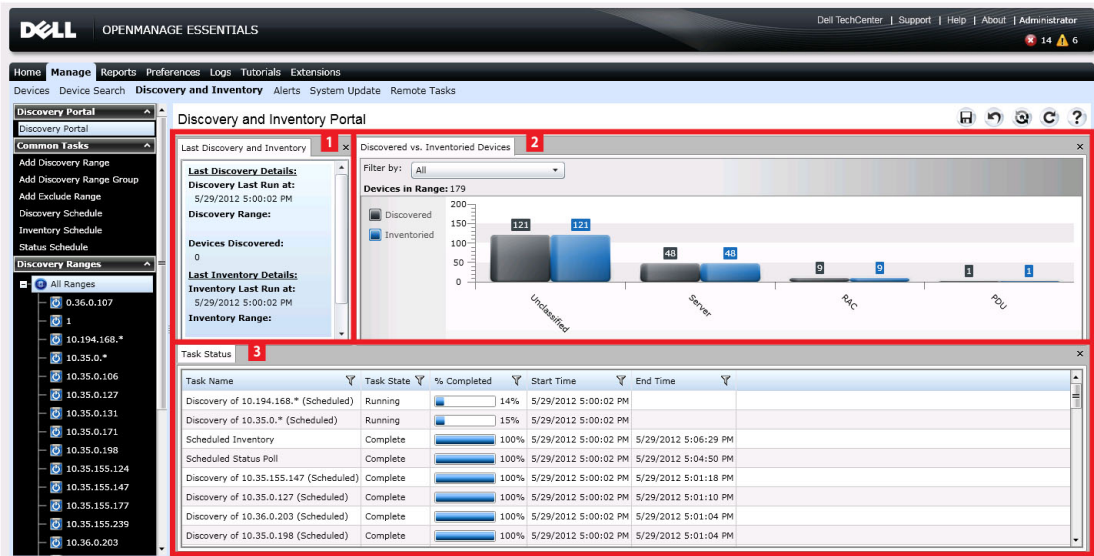 DELL OPENMANAGE ESSENTIALS
Dell TechCenter | Support | Help | About | Administrator
14 6
Home Manage Reports Preferences Logs Tutorials Extensions
Devices Device Search Discovery and Inventory Alerts System Update Remote Tasks
Discovery Portal
Discovery Portal
Common Tasks
Add Discovery Range
Add Discovery Range Group
Add Exclude Range
Discovery Schedule
Inventory Schedule
Status Schedule
Discovery Ranges
All Ranges
0.36.0.107
1
10.194.168.*
10.35.0.*
10.35.0.106
10.35.0.127
10.35.0.131
10.35.0.171
10.35.0.198
10.35.155.124
10.35.155.147
10.35.155.177
10.35.155.239
10.36.0.203
Discovery and Inventory Portal
?
Last Discovery and Inventory 1 x
Last Discovery Details:
Discovery Last Run at:
5/29/2012 5:00:02 PM
Discovery Range:
Devices Discovered:
0
Last Inventory Details:
Inventory Last Run at:
5/29/2012 5:00:02 PM
Inventory Range:
Discovered vs. Inventoried Devices 2 x
Filter by: All
Devices in Range: 179
Discovered
Inventoried
200
150
100
50
0
121 121 48 48 9 9 1 1
Unclassified Server RAC PDU
Task Status 3 x
Task Name Task State % Completed Start Time End Time
Discovery of 10.194.168.* (Scheduled) Running 14% 5/29/2012 5:00:02 PM
Discovery of 10.35.0.* (Scheduled) Running 15% 5/29/2012 5:00:02 PM
Scheduled Inventory Complete 100% 5/29/2012 5:00:02 PM 5/29/2012 5:06:29 PM
Scheduled Status Poll Complete 100% 5/29/2012 5:00:02 PM 5/29/2012 5:04:50 PM
Discovery of 10.35.155.147 (Scheduled) Complete 100% 5/29/2012 5:00:02 PM 5/29/2012 5:01:18 PM
Discovery of 10.35.0.127 (Scheduled) Complete 100% 5/29/2012 5:00:02 PM 5/29/2012 5:01:10 PM
Discovery of 10.36.0.203 (Scheduled) Complete 100% 5/29/2012 5:00:02 PM 5/29/2012 5:01:04 PM
Discovery of 10.35.0.198 (Scheduled) Complete 100% 5/29/2012 5:00:02 PM 5/29/2012 5:01:04 PM